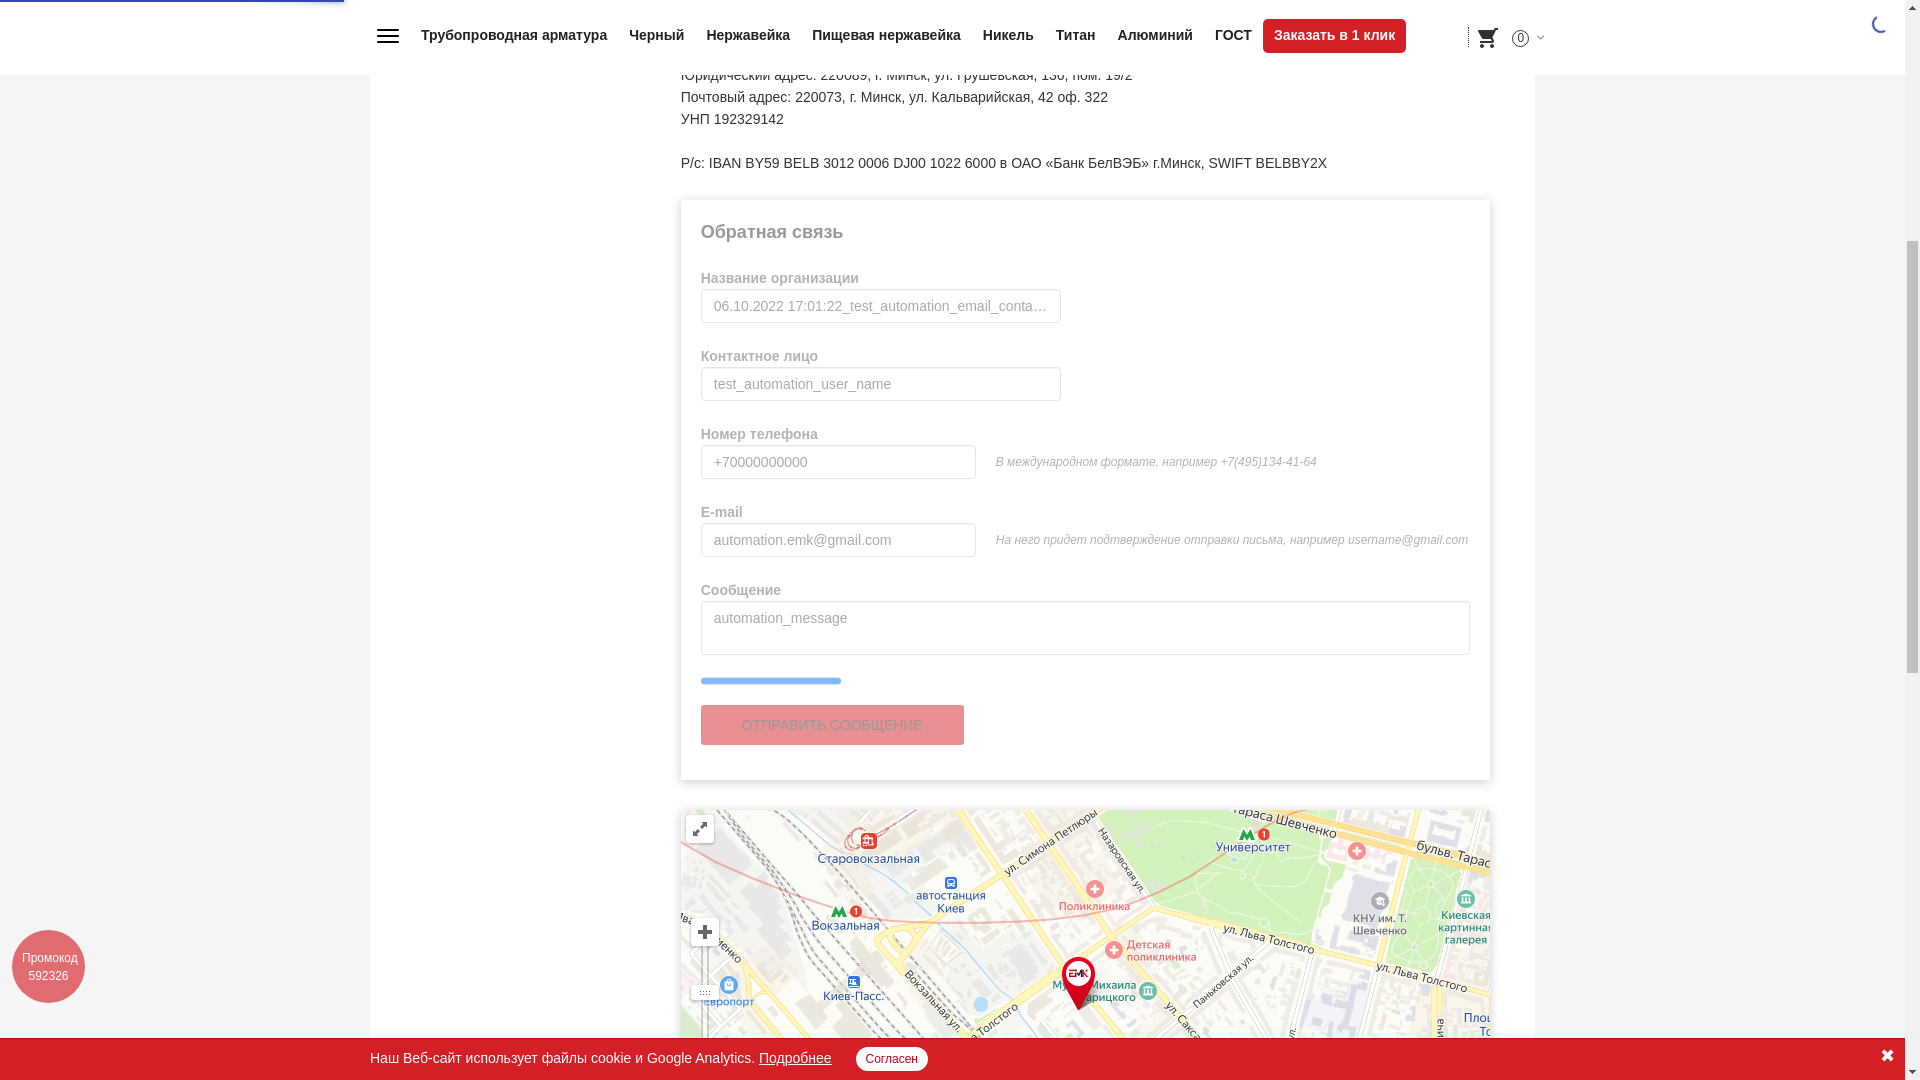 Трубопроводная арматура Черный Нержавейка Пищевая нержавейка Никель Титан Алюминий ГОСТ Заказать в 1 клик 0
Юридический адрес: 220089, г. Минск, ул. Грушевская, 136, пом. 19/2
Почтовый адрес: 220073, г. Минск, ул. Кальварийская, 42 оф. 322
УНП 192329142
Р/с: IBAN BY59 BELB 3012 0006 DJ00 1022 6000 в ОАО «Банк БелВЭБ» г.Минск, SWIFT BELBBY2X
Обратная связь
Название организации
06.10.2022 17:01:22_test_automation_email_conta…
Контактное лицо
test_automation_user_name
Номер телефона
+70000000000
В международном формате, например +7(495)134-41-64
E-mail
automation.emk@gmail.com
На него придет подтверждение отправки письма, например username@gmail.com
Сообщение
automation_message
ОТПРАВИТЬ СООБЩЕНИЕ
Тараса Шевченко
Старовокзальная
ул. Симона Петлюры
Назаровская ул.
Университет
бульв. Тарас
автостанция
Киев
Поликлиника
Вокзальная
КНУ им. Т.
Шевченко
Киевская
картинная
галерея
ул. Льва Толстого
Детская
поликлиника
ул. Льва Толстого
ЕМК
Европорт
Киев-Пасс.
Вокзальная ул.
Паньковская ул.
Толстого
Промокод
592326
Наш Веб-сайт использует файлы cookie и Google Analytics. Подробнее Согласен